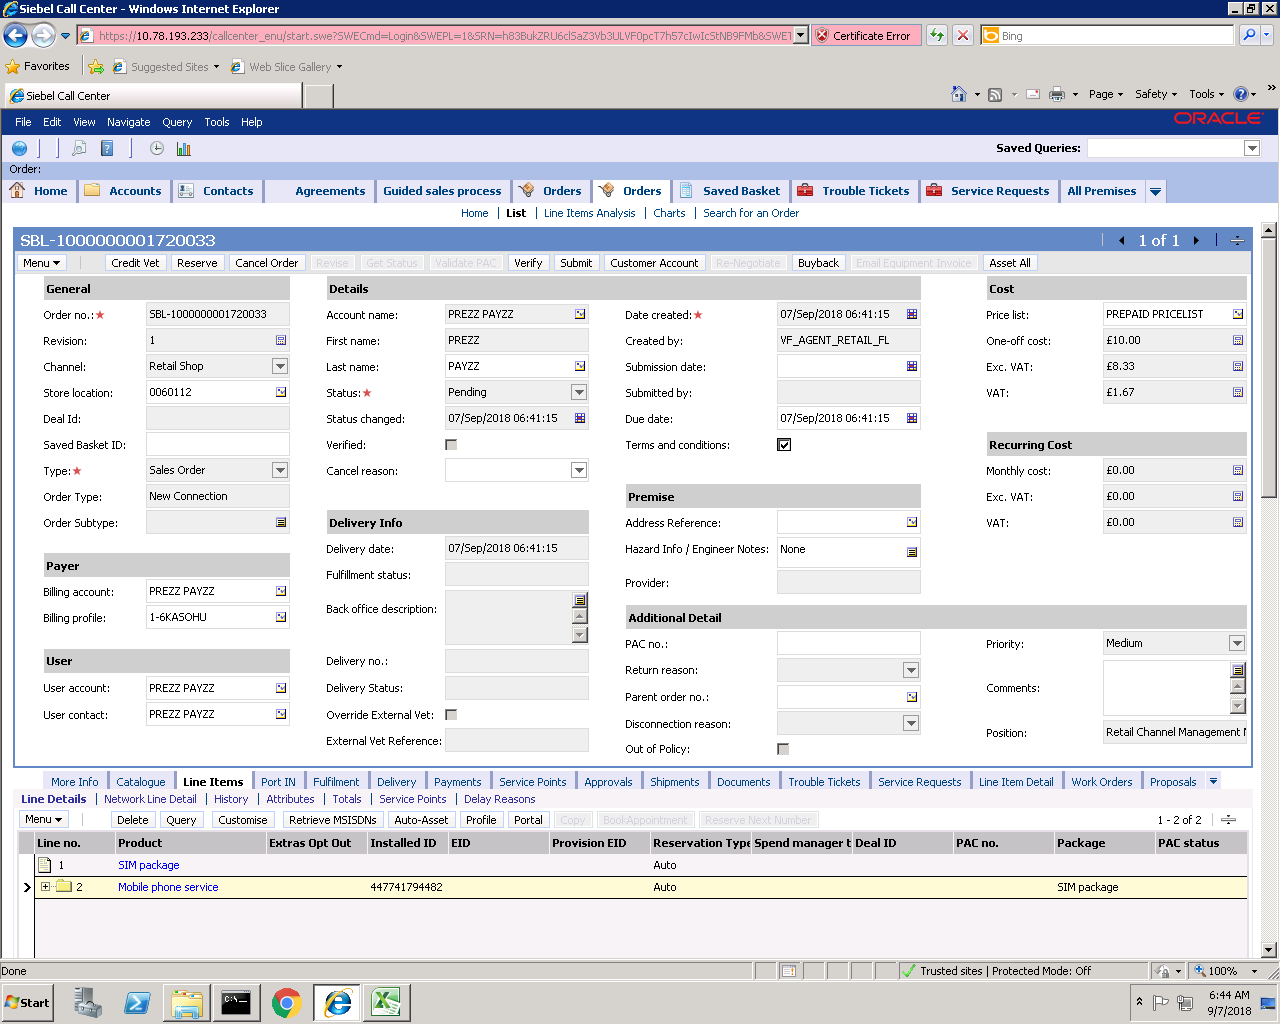 Siebel Call Center - Windows Internet Explorer
https://10.78.193.233/callcenter_enu/start.swe?SWECmd=Login&SWEPL=1&SRN=h83BukZRU6clSaZ3Vb3ULVF0pcT7h57cIwIcStNB9FMb&SWET
Certificate Error
Bing
Favorites
Suggested Sites
Web Slice Gallery
Siebel Call Center
Page Safety Tools
File Edit View Navigate Query Tools Help
ORACLE
Saved Queries:
Order:
Home Accounts Contacts Agreements Guided sales process Orders Orders Saved Basket Trouble Tickets Service Requests All Premises
Home | List | Line Items Analysis | Charts | Search for an Order
SBL-1000000001720033
1 of 1
Menu Credit Vet Reserve Cancel Order Revise Get Status Validate PAC Verify Submit Customer Account Re-Negotiate Buyback Email Equipment Invoice Asset All
General
Order no.: SBL-1000000001720033
Revision: 1
Channel: Retail Shop
Store location: 0060112
Deal Id:
Saved Basket ID:
Type: Sales Order
Order Type: New Connection
Order Subtype:
Payer
Billing account: PREZZ PAYZZ
Billing profile: 1-6KASOHU
User
User account: PREZZ PAYZZ
User contact: PREZZ PAYZZ
Details
Account name: PREZZ PAYZZ
First name: PREZZ
Last name: PAYZZ
Status: Pending
Status changed: 07/Sep/2018 06:41:15
Verified:
Cancel reason:
Delivery Info
Delivery date: 07/Sep/2018 06:41:15
Fulfillment status:
Back office description:
Delivery no.:
Delivery Status:
Override External Vet:
External Vet Reference:
Date created: 07/Sep/2018 06:41:15
Created by: VF_AGENT_RETAIL_FL
Submission date:
Submitted by:
Due date: 07/Sep/2018 06:41:15
Terms and conditions:
Premise
Address Reference:
Hazard Info / Engineer Notes: None
Provider:
Additional Detail
PAC no.:
Return reason:
Parent order no.:
Disconnection reason:
Out of Policy:
Cost
Price list: PREPAID PRICELIST
One-off cost: £10.00
Exc. VAT: £8.33
VAT: £1.67
Recurring Cost
Monthly cost: £0.00
Exc. VAT: £0.00
VAT: £0.00
Priority: Medium
Comments:
Position: Retail Channel Management M
More Info Catalogue Line Items Port IN Fulfilment Delivery Payments Service Points Approvals Shipments Documents Trouble Tickets Service Requests Line Item Detail Work Orders Proposals
Line Details | Network Line Detail | History | Attributes | Totals | Service Points | Delay Reasons
Menu Delete Query Customise Retrieve MSISDNs Auto-Asset Profile Portal Copy BookAppointment Reserve Next Number
1 - 2 of 2
Line no. Product Extras Opt Out Installed ID EID Provision EID Reservation Type Spend manager t Deal ID PAC no. Package PAC status
1 SIM package Auto
2 Mobile phone service 447741794482 Auto SIM package
Done
Trusted sites | Protected Mode: Off
100%
Start
6:44 AM
9/7/2018